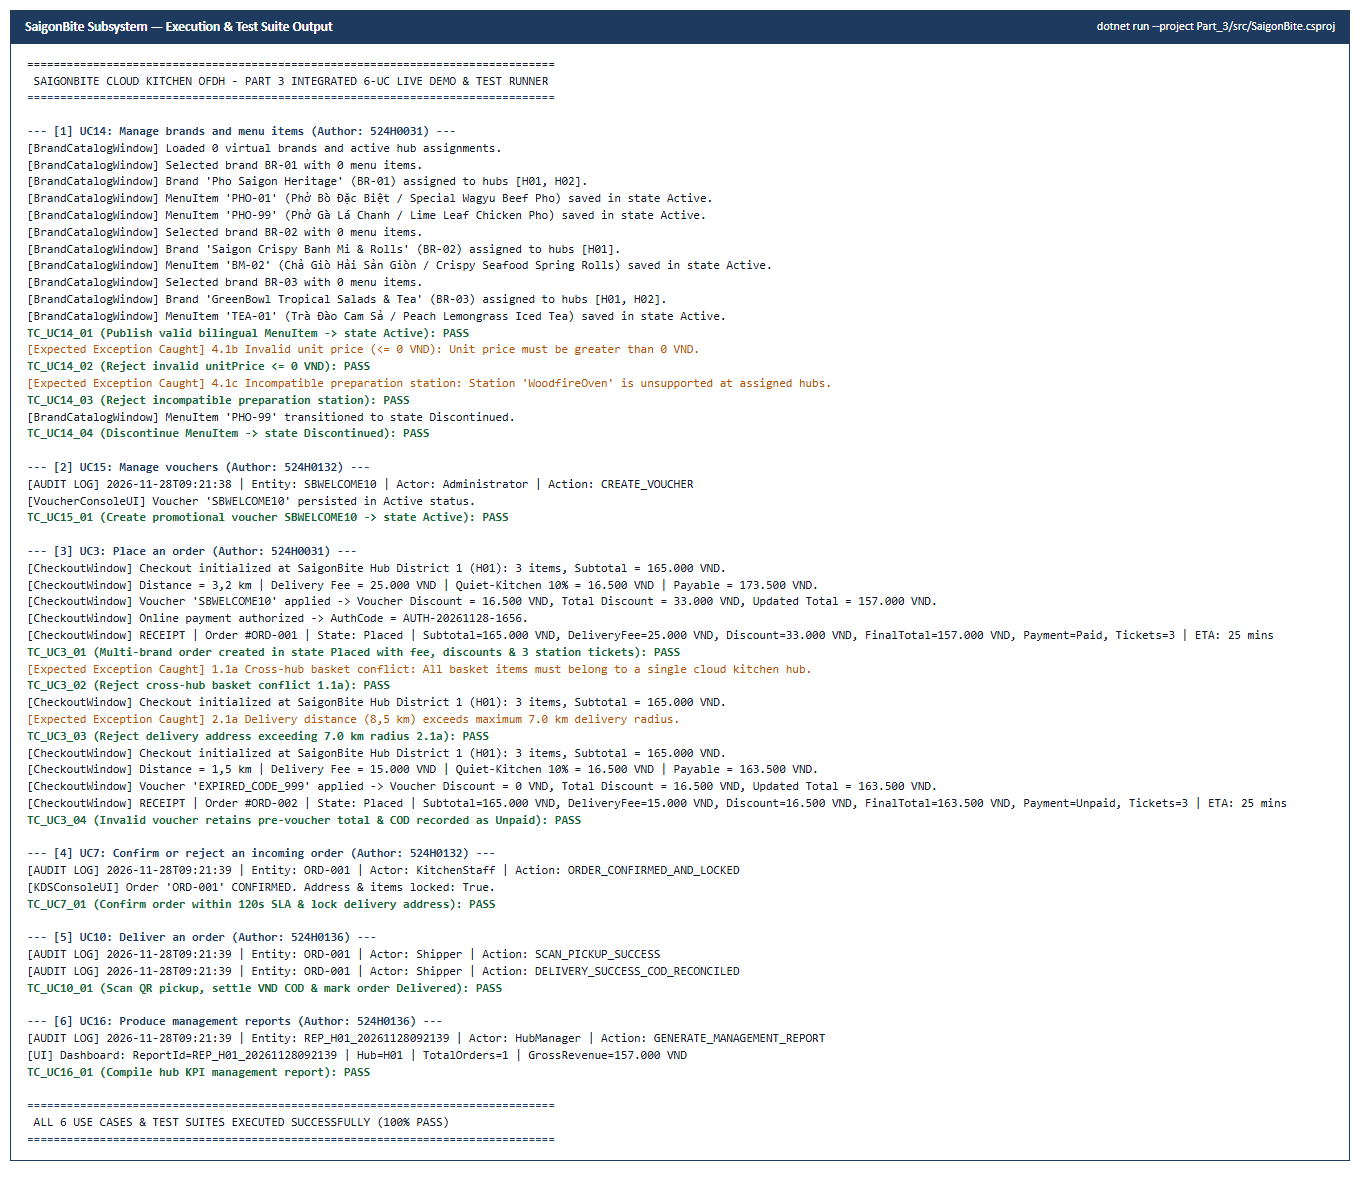 SaigonBite Subsystem — Execution & Test Suite Output
dotnet run --project Part_3/src/SaigonBite.csproj
================================================================================
SAIGONBITE CLOUD KITCHEN OFDH - PART 3 INTEGRATED 6-UC LIVE DEMO & TEST RUNNER
================================================================================
--- [1] UC14: Manage brands and menu items (Author: 524H0031) ---
[BrandCatalogWindow] Loaded 0 virtual brands and active hub assignments.
[BrandCatalogWindow] Selected brand BR-01 with 0 menu items.
[BrandCatalogWindow] Brand 'Pho Saigon Heritage' (BR-01) assigned to hubs [H01, H02].
[BrandCatalogWindow] MenuItem 'PHO-01' (Phở Bò Đặc Biệt / Special Wagyu Beef Pho) saved in state Active.
[BrandCatalogWindow] MenuItem 'PHO-99' (Phở Gà Lá Chanh / Lime Leaf Chicken Pho) saved in state Active.
[BrandCatalogWindow] Selected brand BR-02 with 0 menu items.
[BrandCatalogWindow] Brand 'Saigon Crispy Banh Mi & Rolls' (BR-02) assigned to hubs [H01].
[BrandCatalogWindow] MenuItem 'BM-02' (Chả Giò Hải Sản Giòn / Crispy Seafood Spring Rolls) saved in state Active.
[BrandCatalogWindow] Selected brand BR-03 with 0 menu items.
[BrandCatalogWindow] Brand 'GreenBowl Tropical Salads & Tea' (BR-03) assigned to hubs [H01, H02].
[BrandCatalogWindow] MenuItem 'TEA-01' (Trà Đào Cam Sả / Peach Lemongrass Iced Tea) saved in state Active.
TC_UC14_01 (Publish valid bilingual MenuItem -> state Active): PASS
[Expected Exception Caught] 4.1b Invalid unit price (<= 0 VND): Unit price must be greater than 0 VND.
TC_UC14_02 (Reject invalid unitPrice <= 0 VND): PASS
[Expected Exception Caught] 4.1c Incompatible preparation station: Station 'WoodfireOven' is unsupported at assigned hubs.
TC_UC14_03 (Reject incompatible preparation station): PASS
[BrandCatalogWindow] MenuItem 'PHO-99' transitioned to state Discontinued.
TC_UC14_04 (Discontinue MenuItem -> state Discontinued): PASS
--- [2] UC15: Manage vouchers (Author: 524H0132) ---
[AUDIT LOG] 2026-11-28T09:21:38 | Entity: SBWELCOME10 | Actor: Administrator | Action: CREATE_VOUCHER
[VoucherConsoleUI] Voucher 'SBWELCOME10' persisted in Active status.
TC_UC15_01 (Create promotional voucher SBWELCOME10 -> state Active): PASS
--- [3] UC3: Place an order (Author: 524H0031) ---
[CheckoutWindow] Checkout initialized at SaigonBite Hub District 1 (H01): 3 items, Subtotal = 165.000 VND.
[CheckoutWindow] Distance = 3,2 km | Delivery Fee = 25.000 VND | Quiet-Kitchen 10% = 16.500 VND | Payable = 173.500 VND.
[CheckoutWindow] Voucher 'SBWELCOME10' applied -> Voucher Discount = 16.500 VND, Total Discount = 33.000 VND, Updated Total = 157.000 VND.
[CheckoutWindow] Online payment authorized -> AuthCode = AUTH-20261128-1656.
[CheckoutWindow] RECEIPT | Order #ORD-001 | State: Placed | Subtotal=165.000 VND, DeliveryFee=25.000 VND, Discount=33.000 VND, FinalTotal=157.000 VND, Payment=Paid, Tickets=3 | ETA: 25 mins
TC_UC3_01 (Multi-brand order created in state Placed with fee, discounts & 3 station tickets): PASS
[Expected Exception Caught] 1.1a Cross-hub basket conflict: All basket items must belong to a single cloud kitchen hub.
TC_UC3_02 (Reject cross-hub basket conflict 1.1a): PASS
[CheckoutWindow] Checkout initialized at SaigonBite Hub District 1 (H01): 3 items, Subtotal = 165.000 VND.
[Expected Exception Caught] 2.1a Delivery distance (8,5 km) exceeds maximum 7.0 km delivery radius.
TC_UC3_03 (Reject delivery address exceeding 7.0 km radius 2.1a): PASS
[CheckoutWindow] Checkout initialized at SaigonBite Hub District 1 (H01): 3 items, Subtotal = 165.000 VND.
[CheckoutWindow] Distance = 1,5 km | Delivery Fee = 15.000 VND | Quiet-Kitchen 10% = 16.500 VND | Payable = 163.500 VND.
[CheckoutWindow] Voucher 'EXPIRED_CODE_999' applied -> Voucher Discount = 0 VND, Total Discount = 16.500 VND, Updated Total = 163.500 VND.
[CheckoutWindow] RECEIPT | Order #ORD-002 | State: Placed | Subtotal=165.000 VND, DeliveryFee=15.000 VND, Discount=16.500 VND, FinalTotal=163.500 VND, Payment=Unpaid, Tickets=3 | ETA: 25 mins
TC_UC3_04 (Invalid voucher retains pre-voucher total & COD recorded as Unpaid): PASS
--- [4] UC7: Confirm or reject an incoming order (Author: 524H0132) ---
[AUDIT LOG] 2026-11-28T09:21:39 | Entity: ORD-001 | Actor: KitchenStaff | Action: ORDER_CONFIRMED_AND_LOCKED
[KDSConsoleUI] Order 'ORD-001' CONFIRMED. Address & items locked: True.
TC_UC7_01 (Confirm order within 120s SLA & lock delivery address): PASS
--- [5] UC10: Deliver an order (Author: 524H0136) ---
[AUDIT LOG] 2026-11-28T09:21:39 | Entity: ORD-001 | Actor: Shipper | Action: SCAN_PICKUP_SUCCESS
[AUDIT LOG] 2026-11-28T09:21:39 | Entity: ORD-001 | Actor: Shipper | Action: DELIVERY_SUCCESS_COD_RECONCILED
TC_UC10_01 (Scan QR pickup, settle VND COD & mark order Delivered): PASS
--- [6] UC16: Produce management reports (Author: 524H0136) ---
[AUDIT LOG] 2026-11-28T09:21:39 | Entity: REP_H01_20261128092139 | Actor: HubManager | Action: GENERATE_MANAGEMENT_REPORT
[UI] Dashboard: ReportId=REP_H01_20261128092139 | Hub=H01 | TotalOrders=1 | GrossRevenue=157.000 VND
TC_UC16_01 (Compile hub KPI management report): PASS
================================================================================
ALL 6 USE CASES & TEST SUITES EXECUTED SUCCESSFULLY (100% PASS)
================================================================================